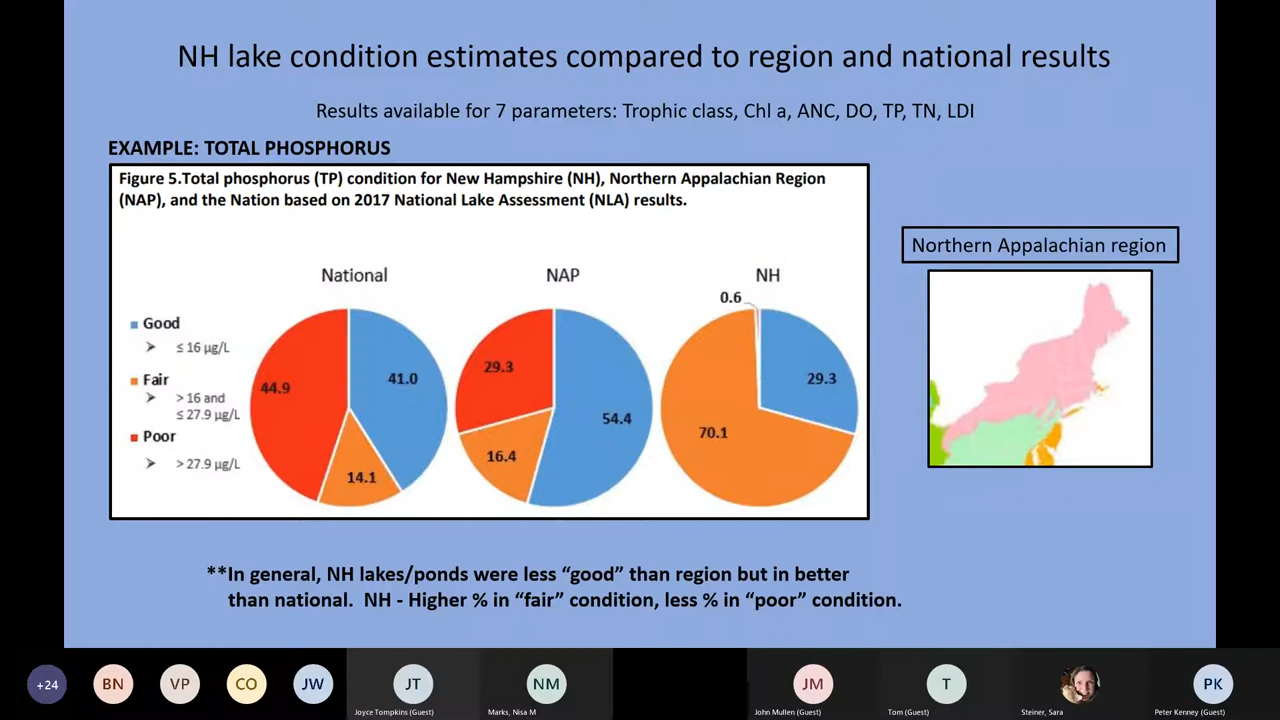 NH lake condition estimates compared to region and national results
Results available for 7 parameters: Trophic class, Chl a, ANC, DO, TP, TN, LDI
EXAMPLE: TOTAL PHOSPHORUS
Figure 5.Total phosphorus (TP) condition for New Hampshire (NH), Northern Appalachian Region
(NAP), and the Nation based on 2017 National Lake Assessment (NLA) results.
Northern Appalachian region
National
NAP
NH
0.6
Good
≤ 16 µg/L
Fair
> 16 and
≤ 27.9 µg/L
Poor
> 27.9 µg/L
44.9
41.0
14.1
29.3
54.4
16.4
29.3
70.1
**In general, NH lakes/ponds were less “good” than region but in better
than national. NH - Higher % in “fair” condition, less % in “poor” condition.
+24
BN
VP
CO
JW
JT
NM
JM
T
PK
Joyce Tompkins (Guest)
Marks, Nisa M
John Mullen (Guest)
Tom (Guest)
Steiner, Sara
Peter Kenney (Guest)